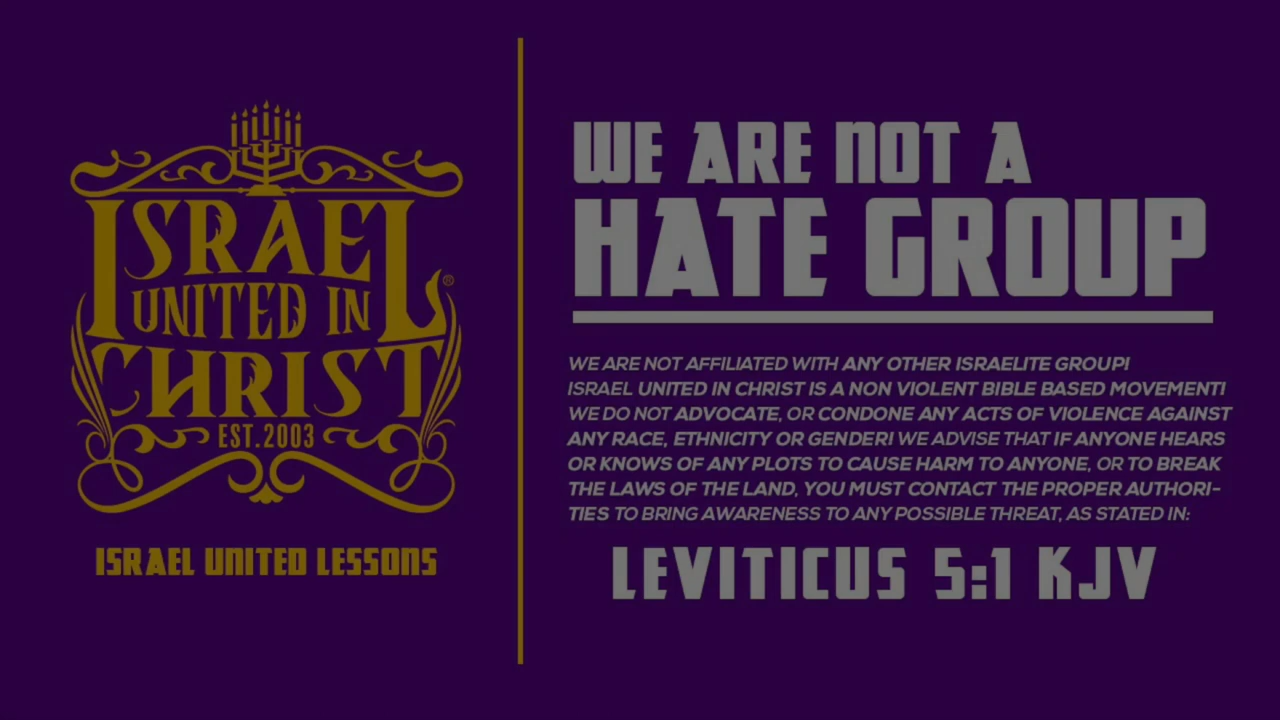 ISRAEL
UNITED IN
CHRIST
®
EST.2003
ISRAEL UNITED LESSONS
WE ARE NOT A
HATE GROUP
WE ARE NOT AFFILIATED WITH ANY OTHER ISRAELITE GROUP!
ISRAEL UNITED IN CHRIST IS A NON VIOLENT BIBLE BASED MOVEMENT!
WE DO NOT ADVOCATE, OR CONDONE ANY ACTS OF VIOLENCE AGAINST
ANY RACE, ETHNICITY OR GENDER! WE ADVISE THAT IF ANYONE HEARS
OR KNOWS OF ANY PLOTS TO CAUSE HARM TO ANYONE, OR TO BREAK
THE LAWS OF THE LAND, YOU MUST CONTACT THE PROPER AUTHORI-
TIES TO BRING AWARENESS TO ANY POSSIBLE THREAT, AS STATED IN:
LEVITICUS 5:1 KJV